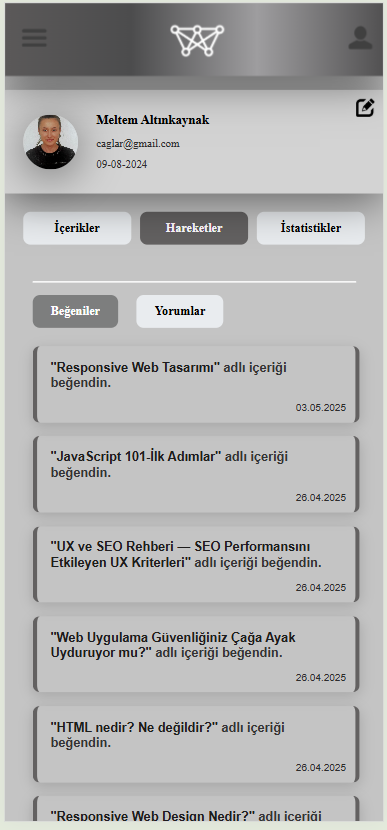 Meltem Altınkaynak
caglar@gmail.com
09-08-2024
İçerikler
Hareketler
İstatistikler
Beğeniler
Yorumlar
"Responsive Web Tasarımı" adlı içeriği
beğendin.
03.05.2025
"JavaScript 101-İlk Adımlar" adlı içeriği
beğendin.
26.04.2025
"UX ve SEO Rehberi — SEO Performansını
Etkileyen UX Kriterleri" adlı içeriği beğendin.
26.04.2025
"Web Uygulama Güvenliğiniz Çağa Ayak
Uyduruyor mu?" adlı içeriği beğendin.
26.04.2025
"HTML nedir? Ne değildir?" adlı içeriği
beğendin.
26.04.2025
"Responsive Web Design Nedir?" adlı içeriği